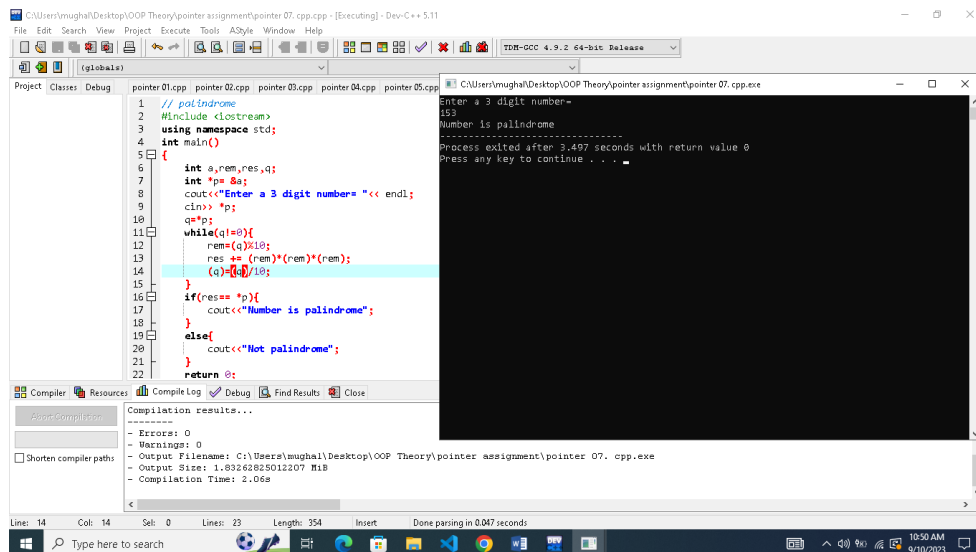 C:\Users\mughal\Desktop\OOP Theory\pointer assignment\pointer 07. cpp.cpp - [Executing] - Dev-C++ 5.11
File Edit Search View Project Execute Tools AStyle Window Help
TDM-GCC 4.9.2 64-bit Release
(globals)
Project Classes Debug
pointer 01.cpp pointer 02.cpp pointer 03.cpp pointer 04.cpp pointer 05.cpp
1 // palindrome
2 #include <iostream>
3 using namespace std;
4 int main()
5 {
6 int a,rem,res,q;
7 int *p= &a;
8 cout<<"Enter a 3 digit number= "<< endl;
9 cin>> *p;
10 q=*p;
11 while(q!=0){
12 rem=(q)%10;
13 res += (rem)*(rem)*(rem);
14 (q)=(q)/10;
15 }
16 if(res== *p){
17 cout<<"Number is palindrome";
18 }
19 else{
20 cout<<"Not palindrome";
21 }
22 return 0;
C:\Users\mughal\Desktop\OOP Theory\pointer assignment\pointer 07. cpp.exe
Enter a 3 digit number=
153
Number is palindrome
--------------------------------
Process exited after 3.497 seconds with return value 0
Press any key to continue . . .
Compiler Resources Compile Log Debug Find Results Close
Abort Compilation
Shorten compiler paths
Compilation results...
--------
- Errors: 0
- Warnings: 0
- Output Filename: C:\Users\mughal\Desktop\OOP Theory\pointer assignment\pointer 07. cpp.exe
- Output Size: 1.83262825012207 MiB
- Compilation Time: 2.06s
Line: 14 Col: 14 Sel: 0 Lines: 23 Length: 354 Insert Done parsing in 0.047 seconds
Type here to search
10:50 AM
9/10/2023